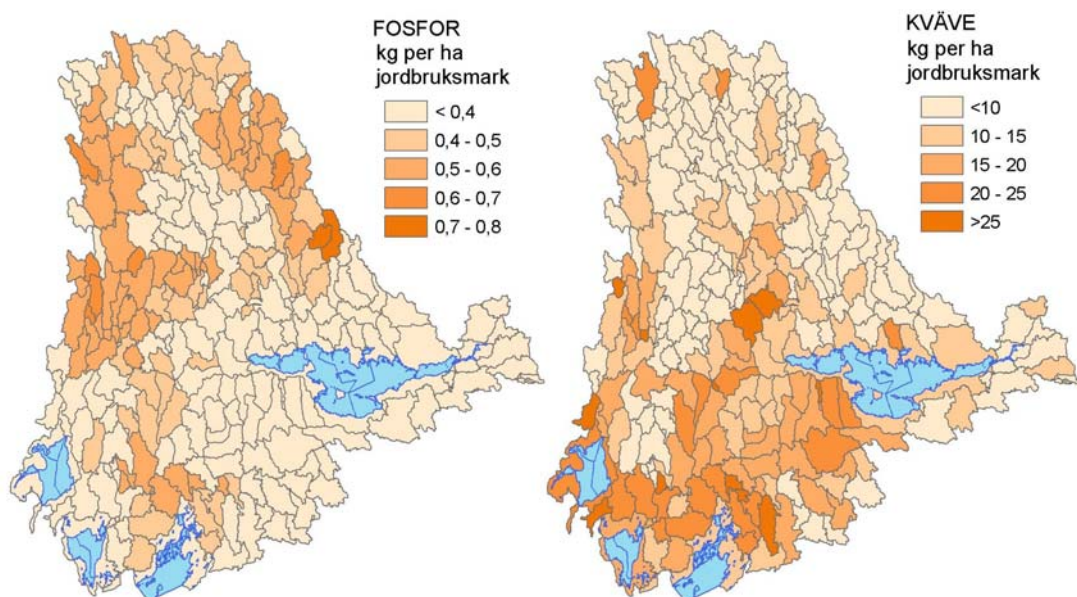 FOSFOR
kg per ha
jordbruksmark
< 0,4
0,4 - 0,5
0,5 - 0,6
0,6 - 0,7
0,7 - 0,8
KVÄVE
kg per ha
jordbruksmark
<10
10 - 15
15 - 20
20 - 25
>25